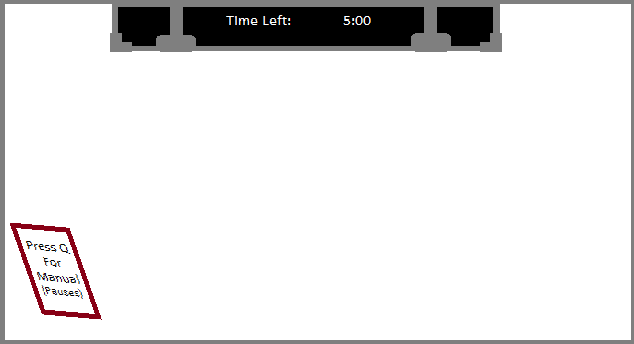 Time Left: 5:00
Press Q
For
Manual
(Pauses)